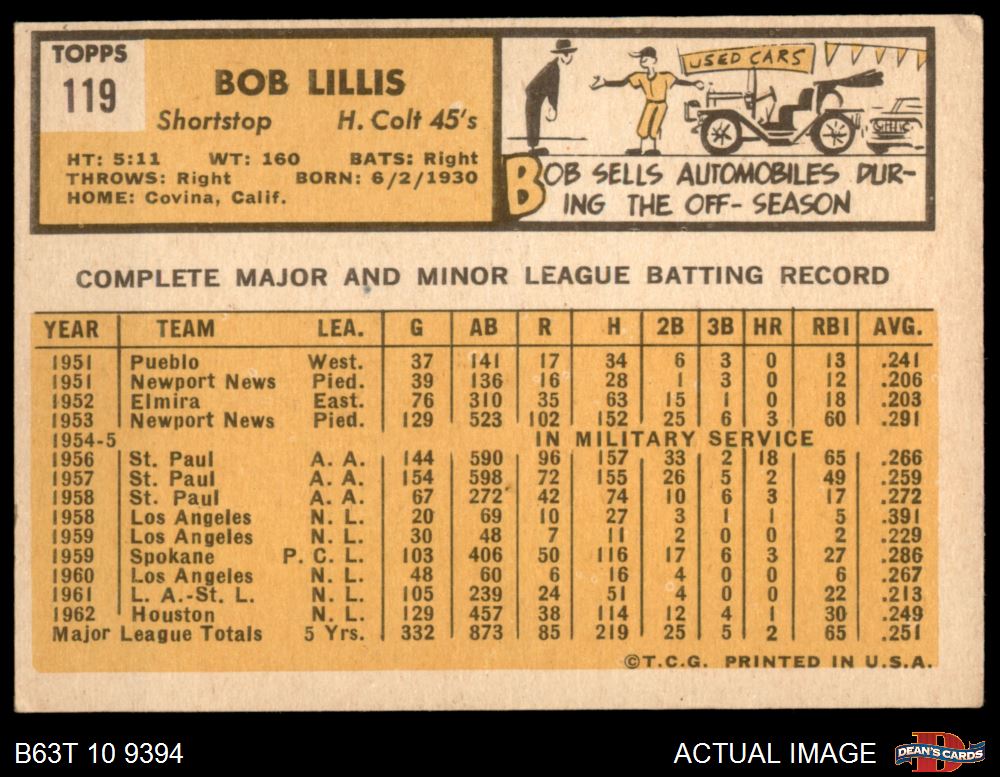 TOPPS
119
BOB LILLIS
Shortstop H. Colt 45's
HT: 5:11 WT: 160 BATS: Right
THROWS: Right BORN: 6/2/1930
HOME: Covina, Calif.
USED CARS
BOB SELLS AUTOMOBILES DUR-
ING THE OFF-SEASON
COMPLETE MAJOR AND MINOR LEAGUE BATTING RECORD
YEAR TEAM LEA. G AB R H 2B 3B HR RBI AVG.
1951 Pueblo West. 37 141 17 34 6 3 0 13 .241
1951 Newport News Pied. 39 136 16 28 1 3 0 12 .206
1952 Elmira East. 76 310 35 63 15 1 0 18 .203
1953 Newport News Pied. 129 523 102 152 25 6 3 60 .291
1954-5 IN MILITARY SERVICE
1956 St. Paul A. A. 144 590 96 157 33 2 18 65 .266
1957 St. Paul A. A. 154 598 72 155 26 5 2 49 .259
1958 St. Paul A. A. 67 272 42 74 10 6 3 17 .272
1958 Los Angeles N. L. 20 69 10 27 3 1 1 5 .391
1959 Los Angeles N. L. 30 48 7 11 2 0 0 2 .229
1959 Spokane P. C. L. 103 406 50 116 17 6 3 27 .286
1960 Los Angeles N. L. 48 60 6 16 4 0 0 6 .267
1961 L. A.-St. L. N. L. 105 239 24 51 4 0 0 22 .213
1962 Houston N. L. 129 457 38 114 12 4 1 30 .249
Major League Totals 5 Yrs. 332 873 85 219 25 5 2 65 .251
©T.C.G. PRINTED IN U.S.A.
B63T 10 9394
ACTUAL IMAGE
DEAN'S CARDS